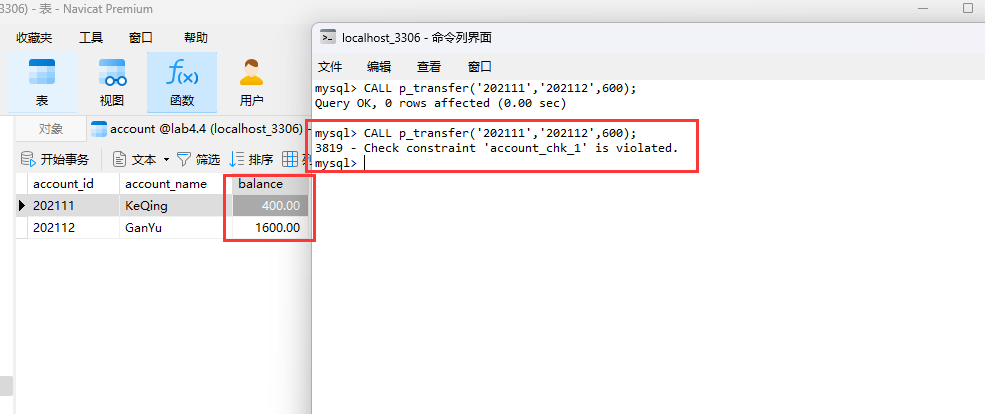 3306) - 表 - Navicat Premium
收藏夹 工具 窗口 帮助
表 视图 函数 用户
对象 account @lab4.4 (localhost_3306)
开始事务 文本 筛选 排序
account_id account_name balance
202111 KeQing 400.00
202112 GanYu 1600.00
localhost_3306 - 命令列界面
文件 编辑 查看 窗口
mysql> CALL p_transfer('202111','202112',600);
Query OK, 0 rows affected (0.00 sec)
mysql> CALL p_transfer('202111','202112',600);
3819 - Check constraint 'account_chk_1' is violated.
mysql>